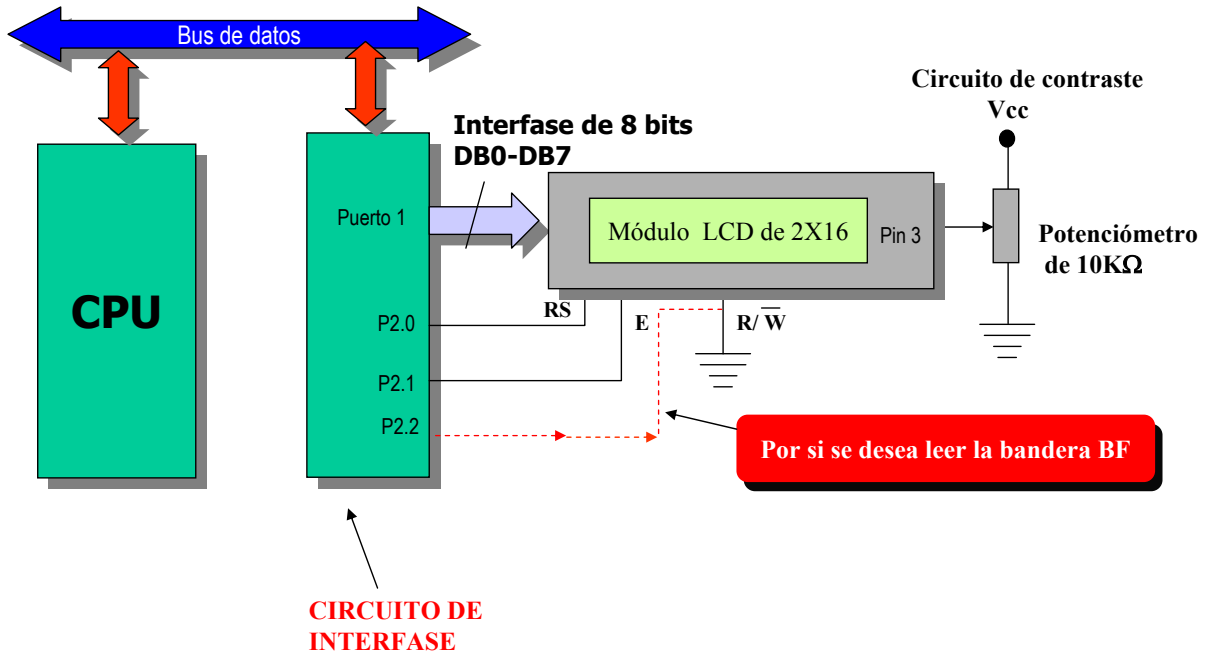 Bus de datos
Circuito de contraste
Vcc
Interfase de 8 bits
DB0-DB7
CPU
Puerto 1
P2.0
P2.1
P2.2
Módulo LCD de 2X16
Pin 3
Potenciómetro
de 10KΩ
RS
E
R/ W̅
Por si se desea leer la bandera BF
CIRCUITO DE
INTERFASE